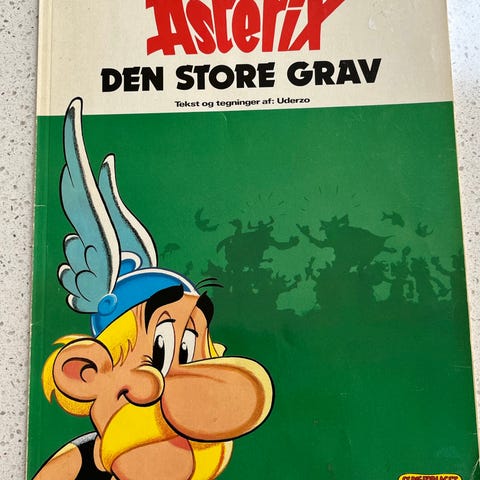 Asterix
DEN STORE GRAV
Tekst og tegninger af: Uderzo